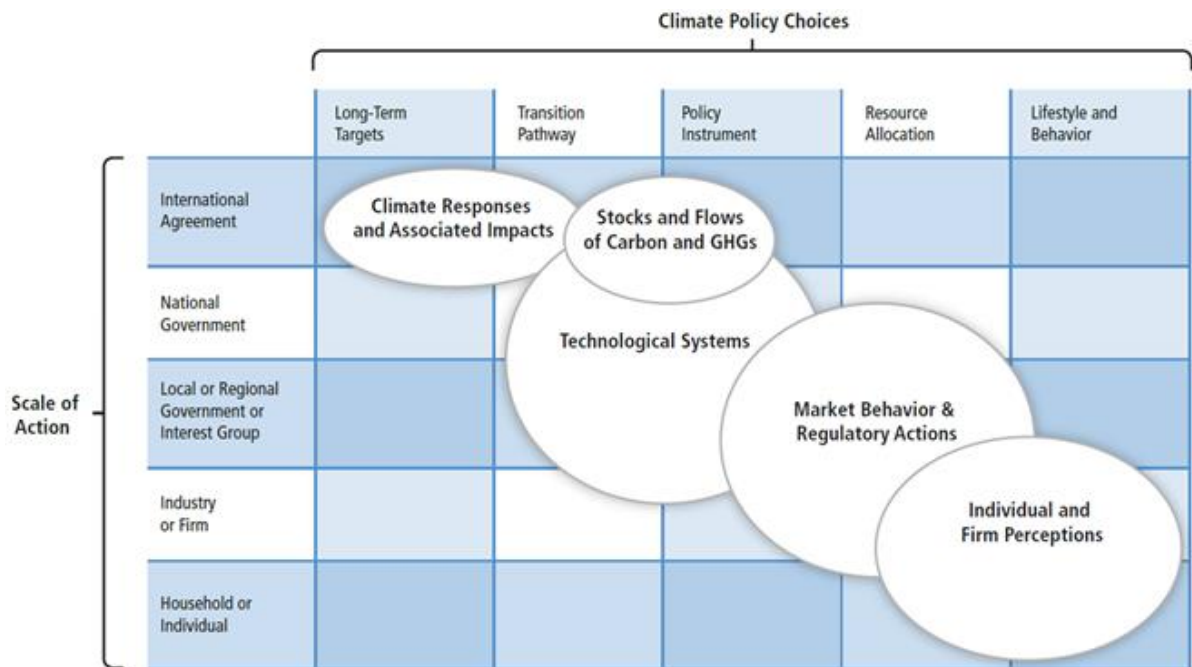 Climate Policy Choices
Long-Term
Targets
Transition
Pathway
Policy
Instrument
Resource
Allocation
Lifestyle and
Behavior
Scale of
Action
International
Agreement
National
Government
Local or Regional
Government or
Interest Group
Industry
or Firm
Household or
Individual
Climate Responses
and Associated Impacts
Stocks and Flows
of Carbon and GHGs
Technological Systems
Market Behavior &
Regulatory Actions
Individual and
Firm Perceptions